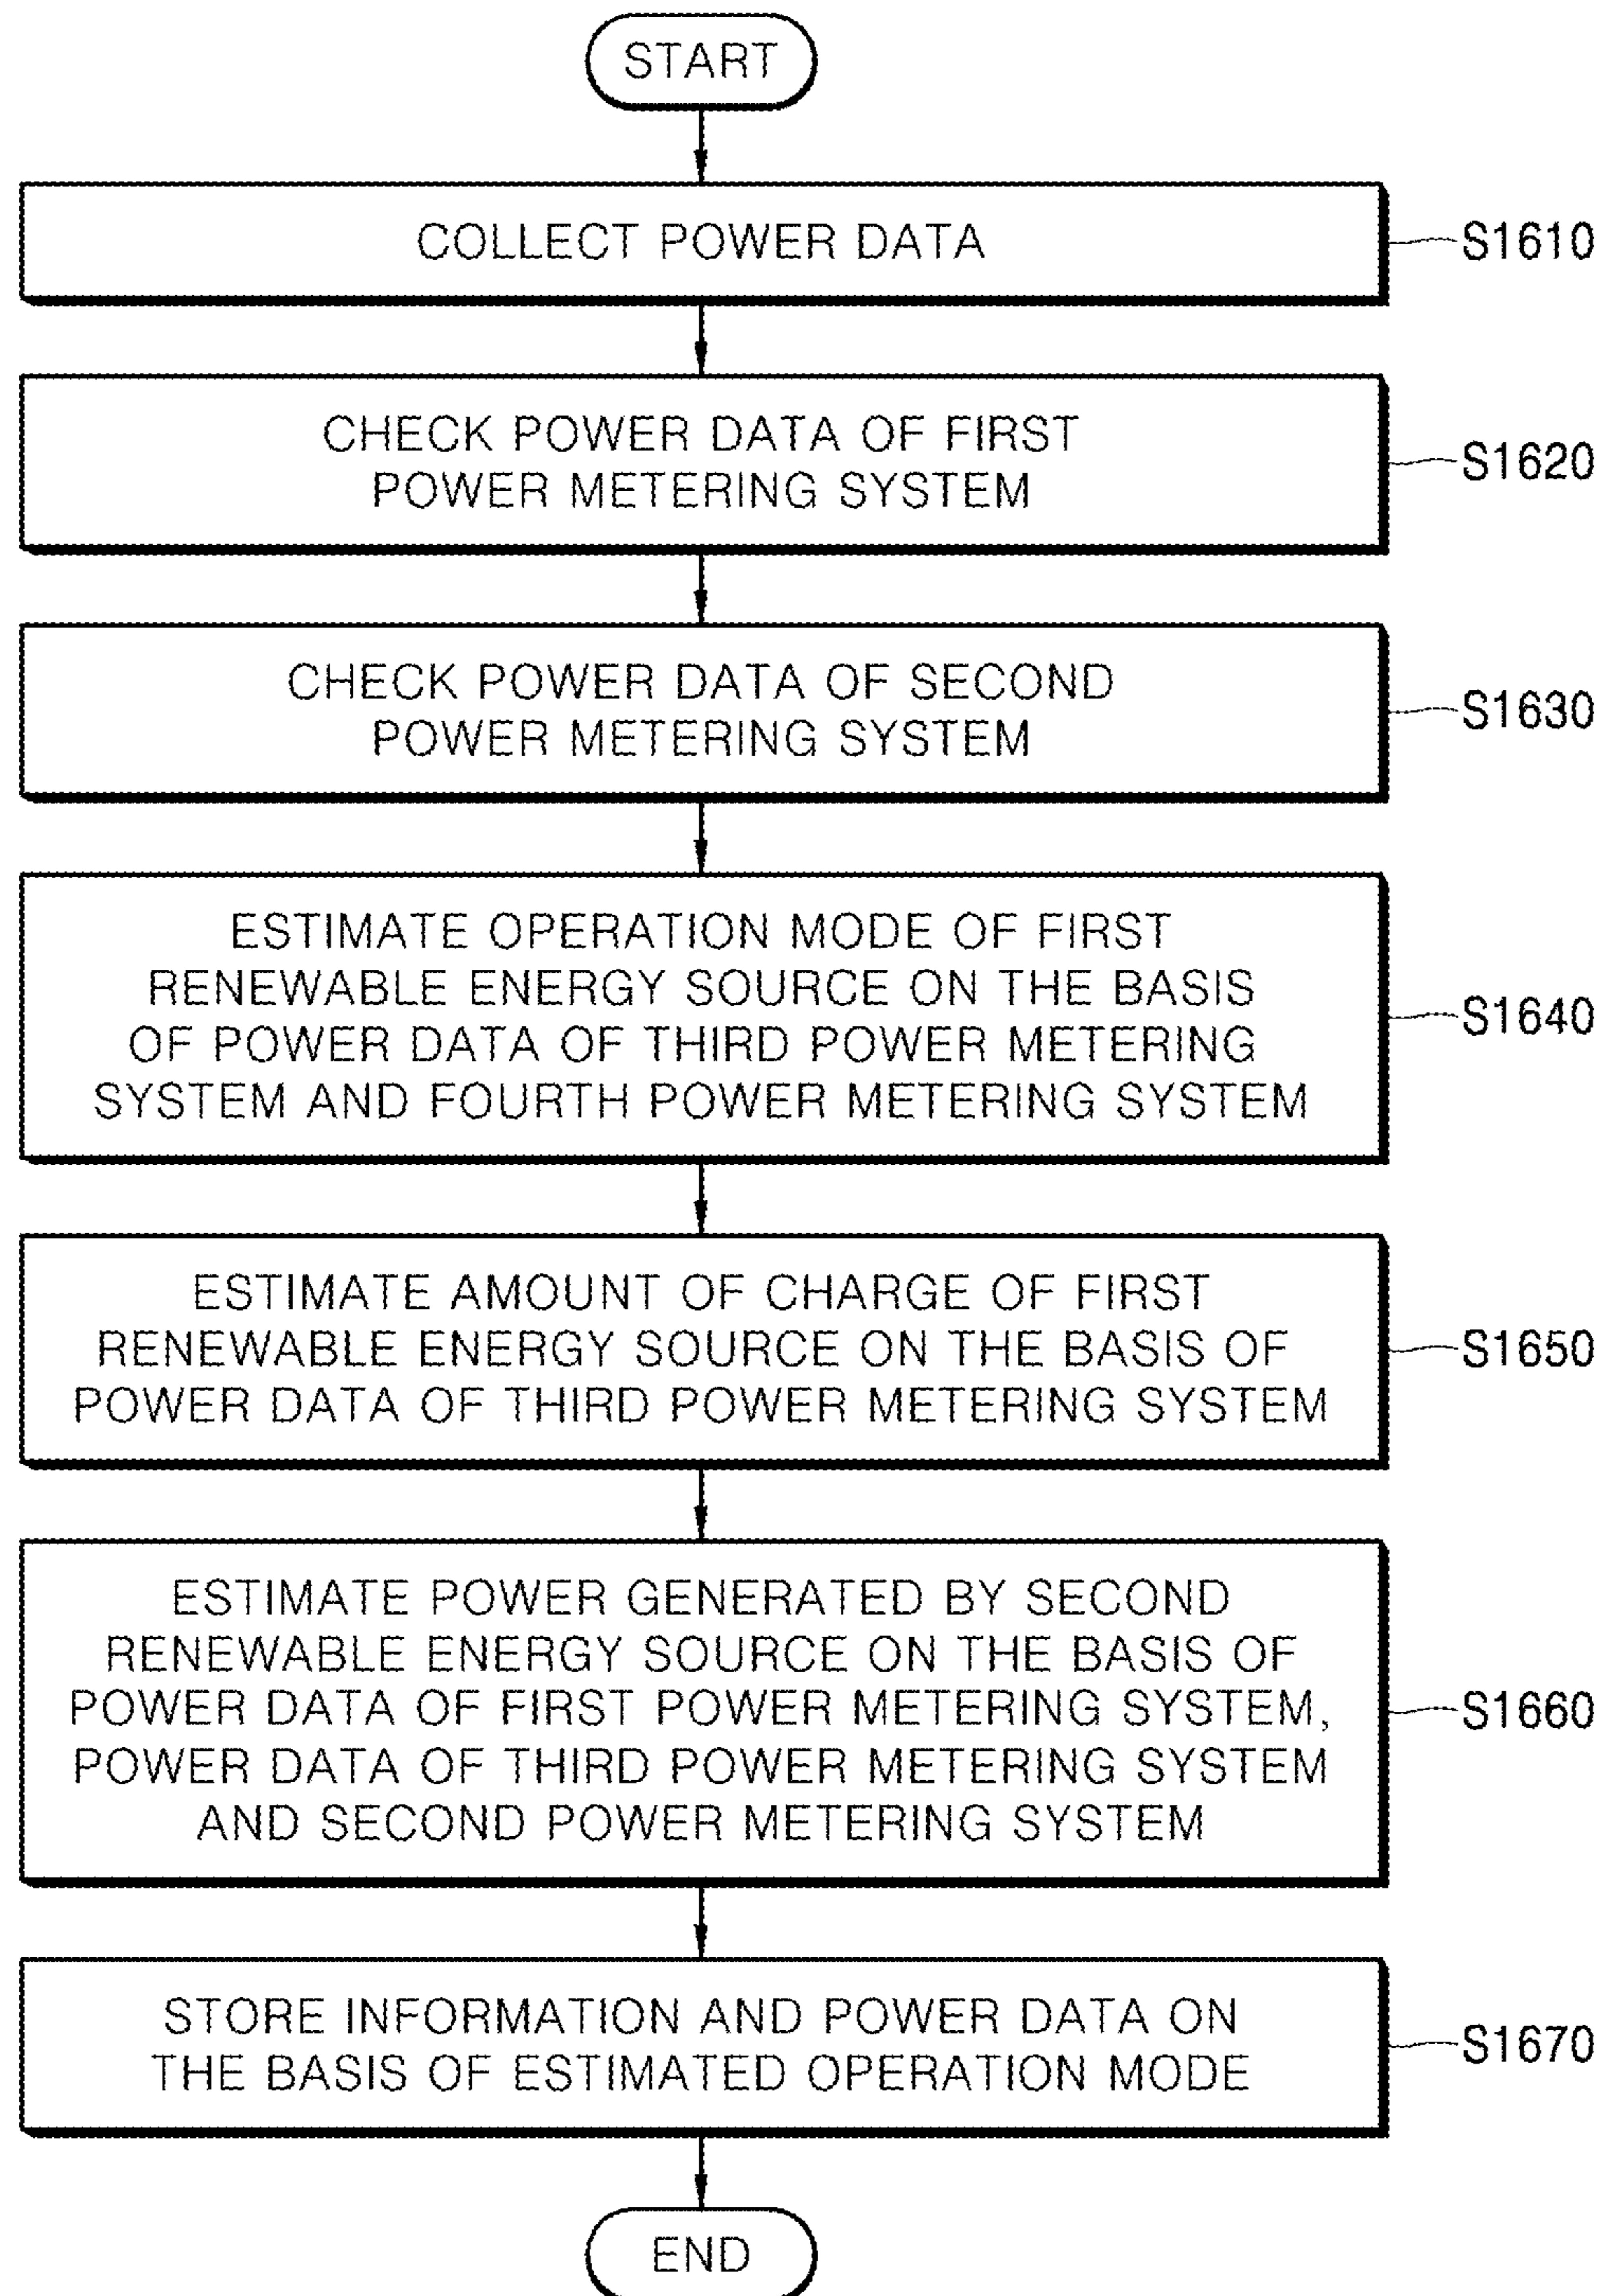 START
COLLECT POWER DATA
S1610
CHECK POWER DATA OF FIRST
POWER METERING SYSTEM
S1620
CHECK POWER DATA OF SECOND
POWER METERING SYSTEM
S1630
ESTIMATE OPERATION MODE OF FIRST
RENEWABLE ENERGY SOURCE ON THE BASIS
OF POWER DATA OF THIRD POWER METERING
SYSTEM AND FOURTH POWER METERING SYSTEM
S1640
ESTIMATE AMOUNT OF CHARGE OF FIRST
RENEWABLE ENERGY SOURCE ON THE BASIS OF
POWER DATA OF THIRD POWER METERING SYSTEM
S1650
ESTIMATE POWER GENERATED BY SECOND
RENEWABLE ENERGY SOURCE ON THE BASIS OF
POWER DATA OF FIRST POWER METERING SYSTEM,
POWER DATA OF THIRD POWER METERING SYSTEM
AND SECOND POWER METERING SYSTEM
S1660
STORE INFORMATION AND POWER DATA ON
THE BASIS OF ESTIMATED OPERATION MODE
S1670
END